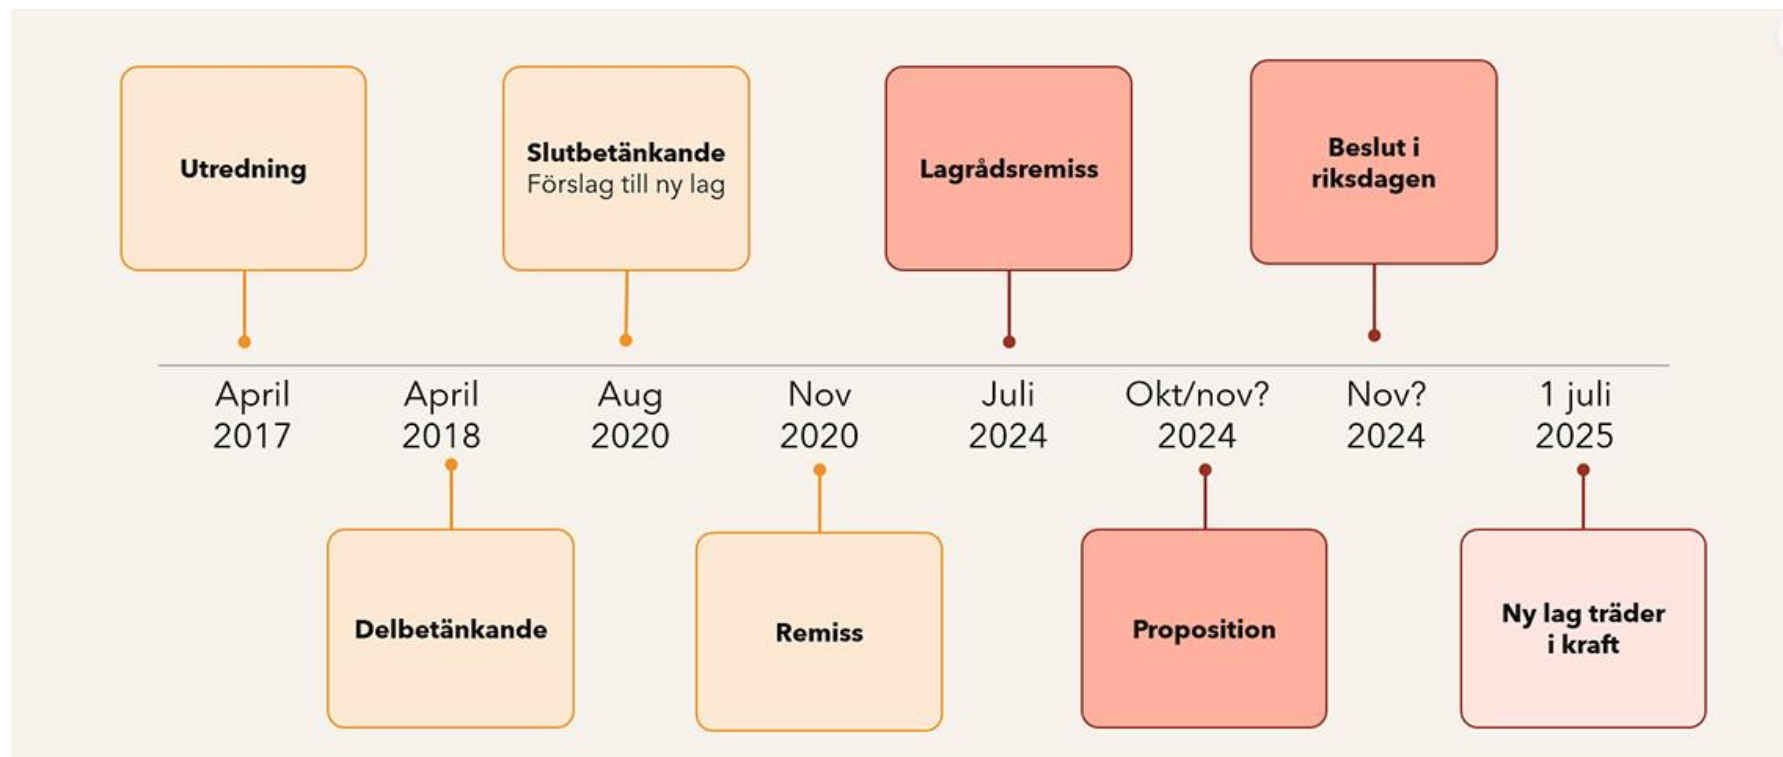 Utredning
Slutbetänkande
Förslag till ny lag
Lagrådsremiss
Beslut i
riksdagen
April
2017
April
2018
Aug
2020
Nov
2020
Juli
2024
Okt/nov?
2024
Nov?
2024
1 juli
2025
Delbetänkande
Remiss
Proposition
Ny lag träder
i kraft